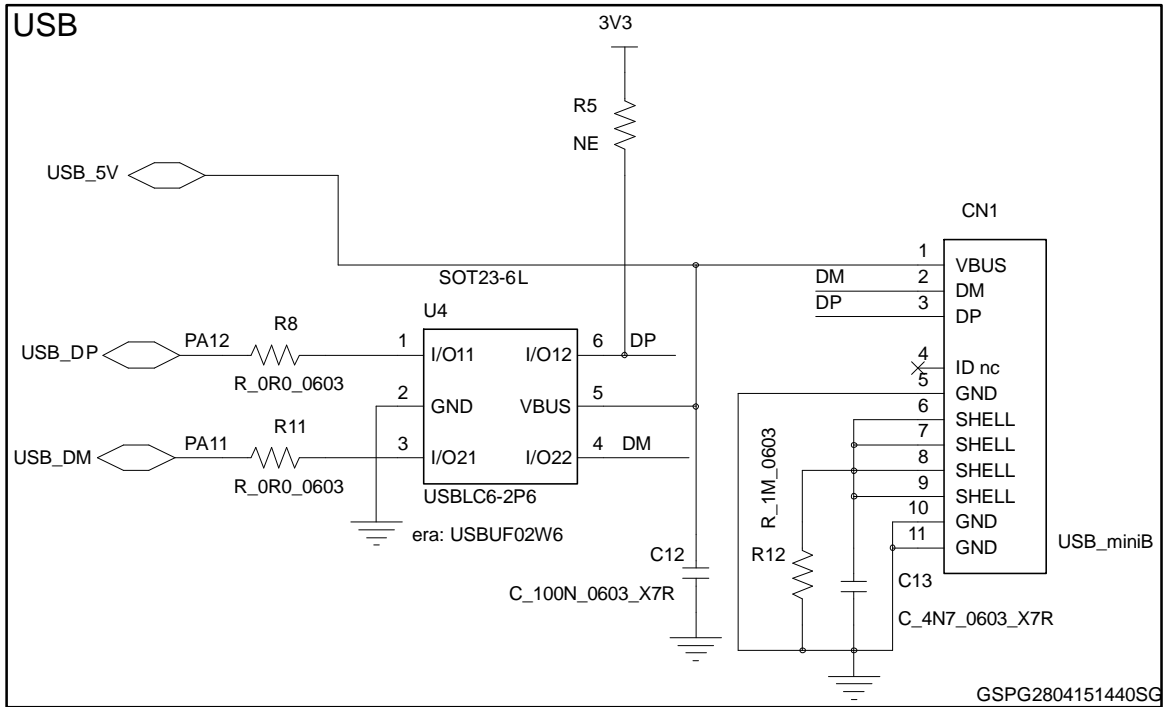 USB
3V3
R5
NE
USB_5V
CN1
SOT23-6L
U4
USB_DP
PA12
R8
R_0R0_0603
1
I/O11
I/O12
6
DP
2
GND
VBUS
5
USB_DM
PA11
R11
R_0R0_0603
3
I/O21
I/O22
4
DM
USBLC6-2P6
era: USBUF02W6
C12
C_100N_0603_X7R
1
VBUS
DM
2
DM
DP
3
DP
4
ID nc
5
GND
6
SHELL
7
SHELL
8
SHELL
9
SHELL
10
GND
11
GND
USB_miniB
R_1M_0603
R12
C13
C_4N7_0603_X7R
GSPG2804151440SG